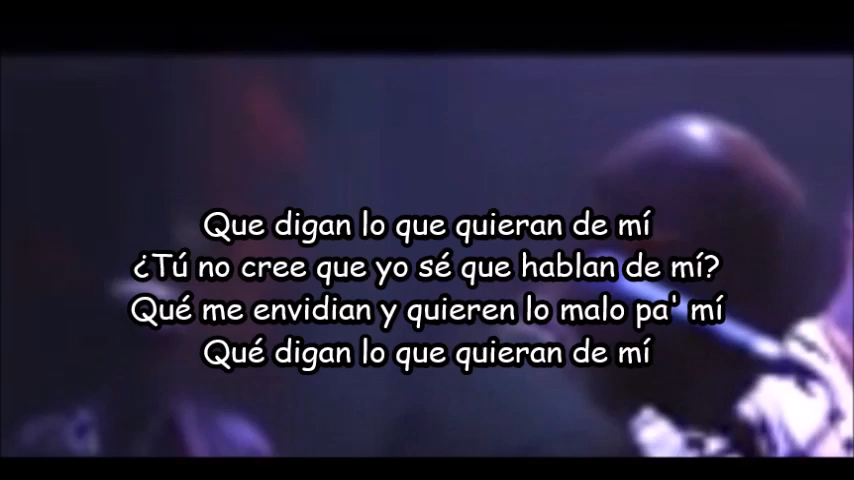 Que digan lo que quieran de mí
¿Tú no cree que yo sé que hablan de mí?
Qué me envidian y quieren lo malo pa' mí
Qué digan lo que quieran de mí